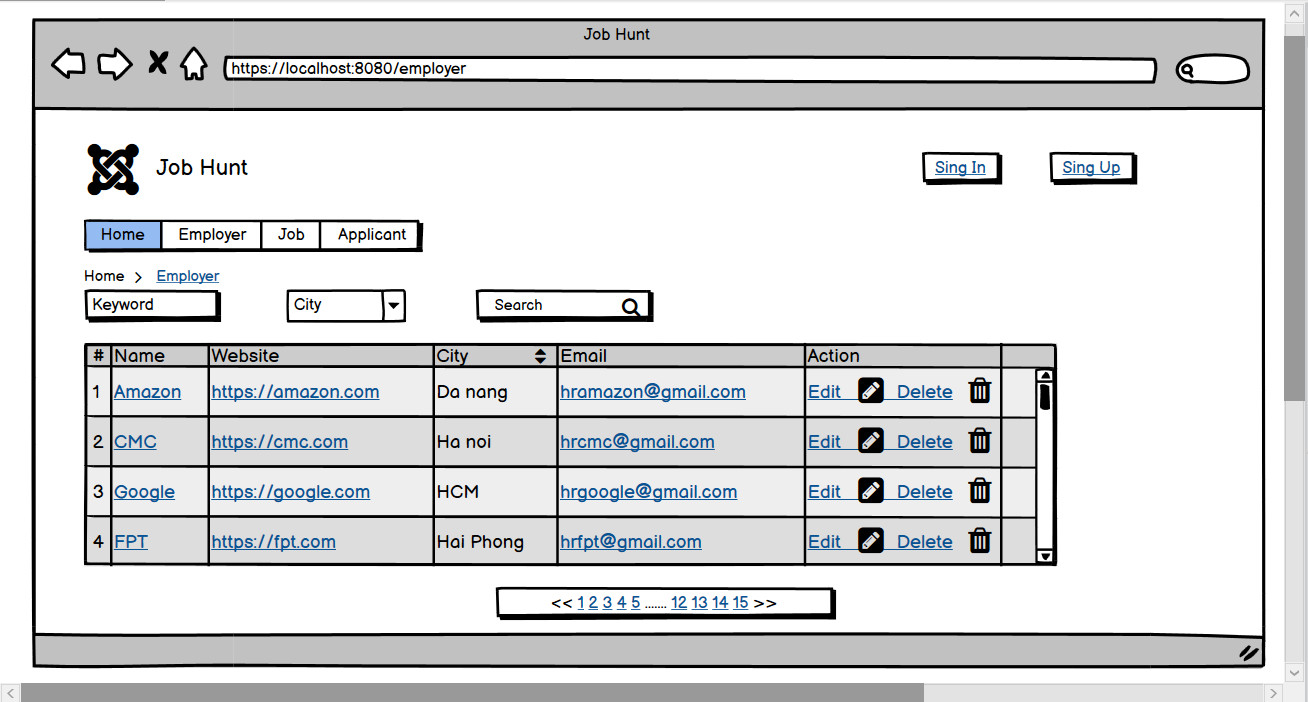 Job Hunt
https://localhost:8080/employer
Job Hunt Sing In Sing Up
Home Employer Job Applicant
Home > Employer
Keyword City Search
# Name Website City Email Action
1 Amazon https://amazon.com Da nang hramazon@gmail.com Edit Delete
2 CMC https://cmc.com Ha noi hrcmc@gmail.com Edit Delete
3 Google https://google.com HCM hrgoogle@gmail.com Edit Delete
4 FPT https://fpt.com Hai Phong hrfpt@gmail.com Edit Delete
<< 1 2 3 4 5 ....... 12 13 14 15 >>